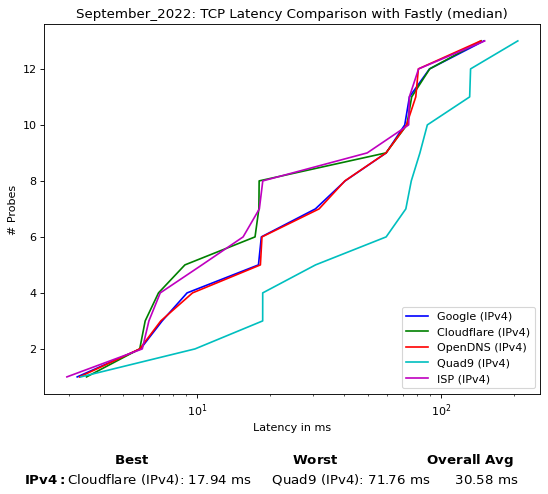 September_2022: TCP Latency Comparison with Fastly (median)
# Probes
12
10
8
6
4
2
Google (IPv4)
Cloudflare (IPv4)
OpenDNS (IPv4)
Quad9 (IPv4)
ISP (IPv4)
10¹ 10²
Latency in ms
Best Worst Overall Avg
IPv4: Cloudflare (IPv4): 17.94 ms Quad9 (IPv4): 71.76 ms 30.58 ms